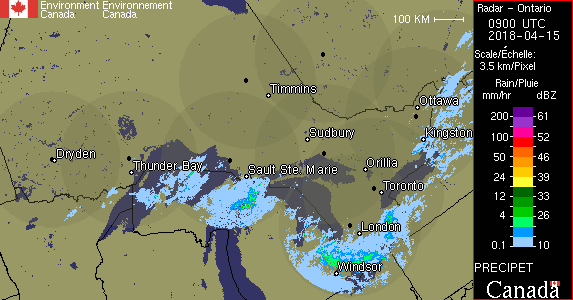 Environment Environnement
Canada Canada
100 KM
Timmins
Ottawa
Sudbury
Kingston
Dryden
Thunder Bay
Sault Ste. Marie
Orillia
Toronto
London
Windsor
Radar - Ontario
0900 UTC
2018-04-15
Scale/Échelle:
3.5 km/Pixel
Rain/Pluie
mm/hr dBZ
200 61
100 52
50 46
24 39
12 33
4 26
0.1 10
PRECIPET
Canada